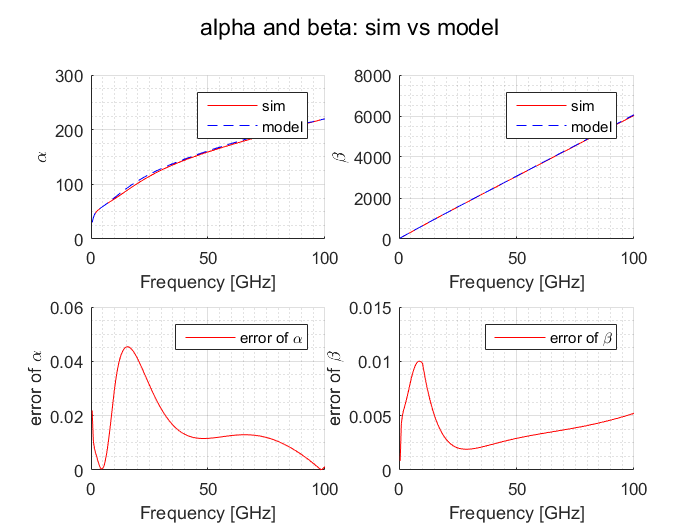 alpha and beta: sim vs model
300
200
100
0
α
0
50
100
Frequency [GHz]
sim
model
8000
6000
4000
2000
0
β
0
50
100
Frequency [GHz]
sim
model
0.06
0.04
0.02
0
error of α
0
50
100
Frequency [GHz]
error of α
0.015
0.01
0.005
0
error of β
0
50
100
Frequency [GHz]
error of β